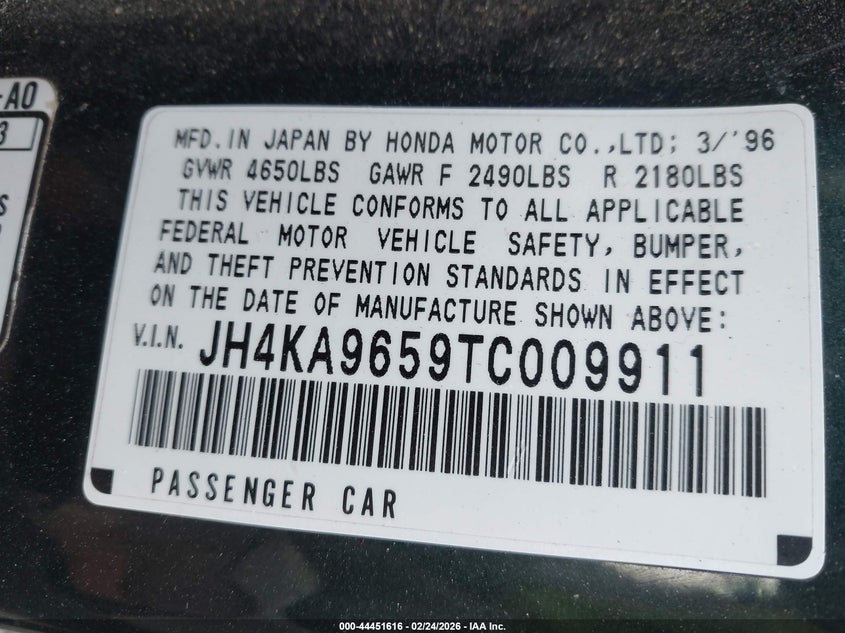 -AO
3
S
MFD. IN JAPAN BY HONDA MOTOR CO.,LTD; 3/'96
GVWR 4650LBS GAWR F 2490LBS R 2180LBS
THIS VEHICLE CONFORMS TO ALL APPLICABLE
FEDERAL MOTOR VEHICLE SAFETY, BUMPER,
AND THEFT PREVENTION STANDARDS IN EFFECT
ON THE DATE OF MANUFACTURE SHOWN ABOVE:
V.I.N. JH4KA9659TC009911
PASSENGER CAR
000-44451616 - 02/24/2026 - IAA Inc.